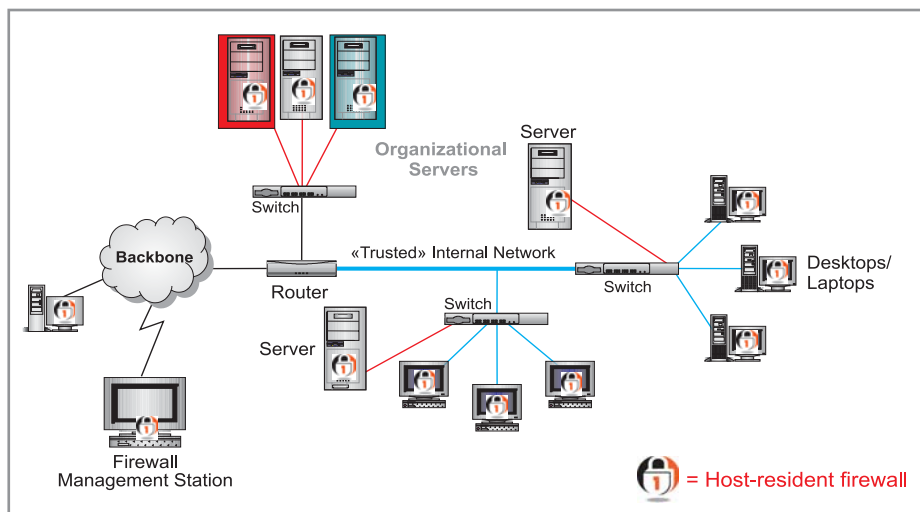 Organizational
Servers
Server
Switch
Backbone
«Trusted» Internal Network
Router
Switch
Desktops/
Laptops
Switch
Server
Firewall
Management Station
1 = Host-resident firewall